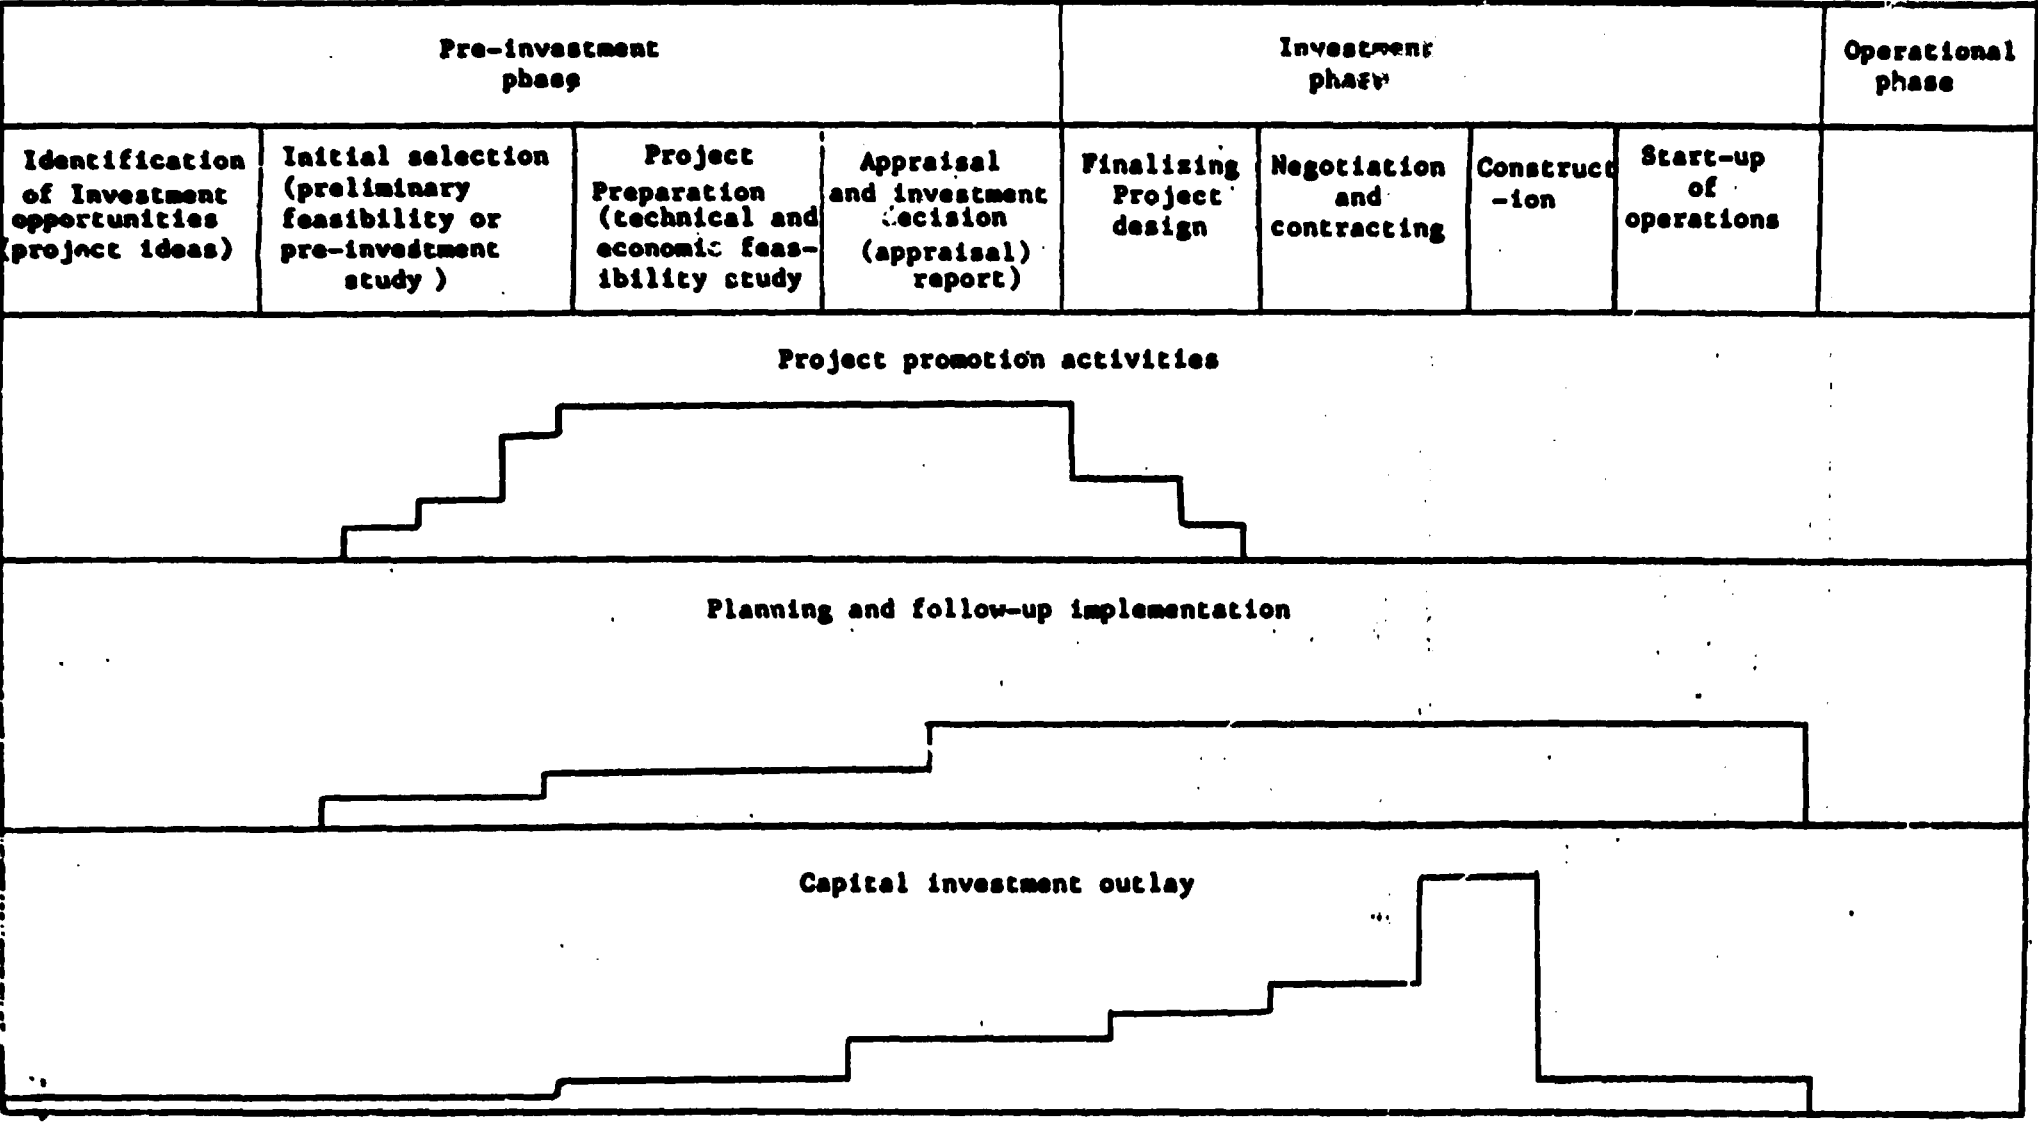 Pre-investment
phase
Investment
phase
Operational
phase
Identification
of Investment
opportunities
(project ideas)
Initial selection
(preliminary
feasibility or
pre-investment
study )
Project
Preparation
(technical and
economic feas-
ibility study
Appraisal
and investment
decision
(appraisal)
report)
Finalizing
Project
design
Negotiation
and
contracting
Construct
-ion
Start-up
of
operations
Project promotion activities
Planning and follow-up implementation
Capital investment outlay